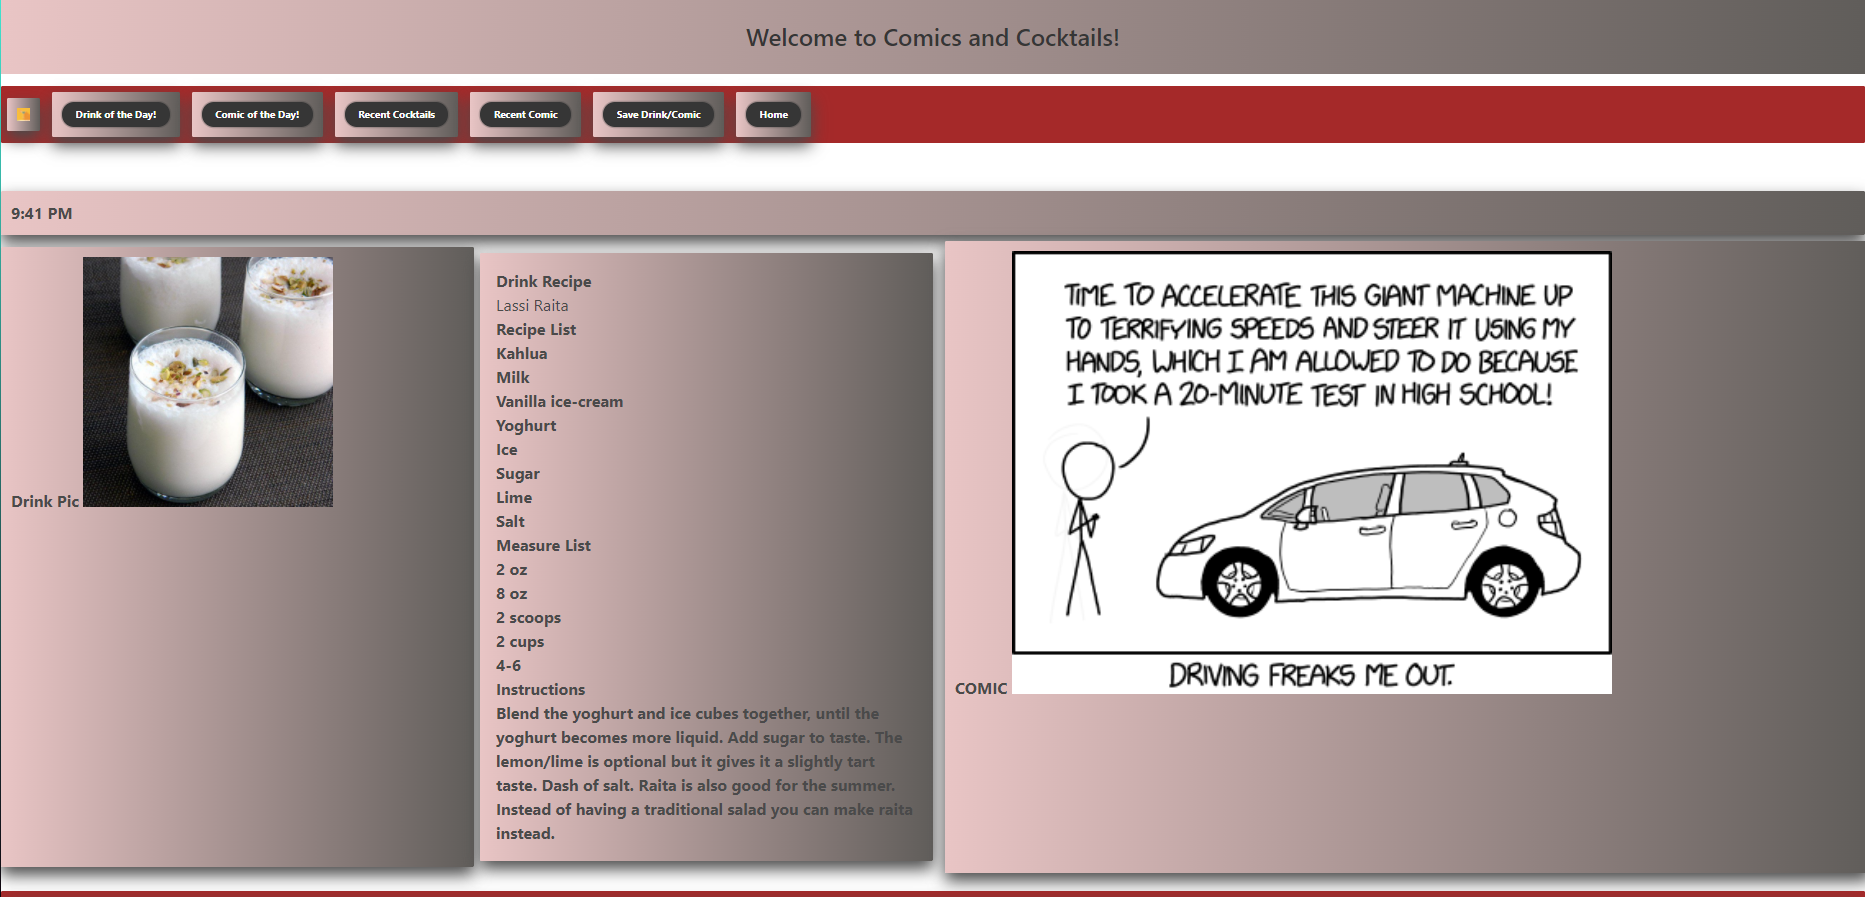 Welcome to Comics and Cocktails!
Drink of the Day!
Comic of the Day!
Recent Cocktails
Recent Comic
Save Drink/Comic
Home
9:41 PM
Drink Pic
Drink Recipe
Lassi Raita
Recipe List
Kahlua
Milk
Vanilla ice-cream
Yoghurt
Ice
Sugar
Lime
Salt
Measure List
2 oz
8 oz
2 scoops
2 cups
4-6
Instructions
Blend the yoghurt and ice cubes together, until the
yoghurt becomes more liquid. Add sugar to taste. The
lemon/lime is optional but it gives it a slightly tart
taste. Dash of salt. Raita is also good for the summer.
Instead of having a traditional salad you can make raita
instead.
COMIC
TIME TO ACCELERATE THIS GIANT MACHINE UP
TO TERRIFYING SPEEDS AND STEER IT USING MY
HANDS, WHICH I AM ALLOWED TO DO BECAUSE
I TOOK A 20-MINUTE TEST IN HIGH SCHOOL!
DRIVING FREAKS ME OUT.